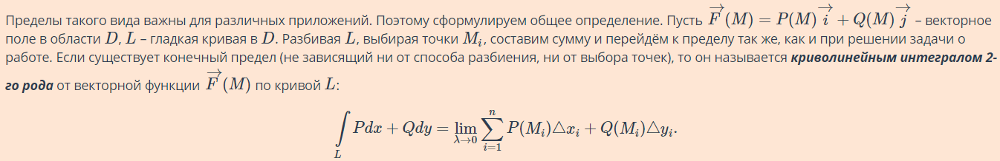 Пределы такого вида важны для различных приложений. Поэтому сформулируем общее определение. Пусть $\overrightarrow{F}(M) = P(M)\overrightarrow{i} + Q(M)\overrightarrow{j}$ – векторное
поле в области $D$, $L$ – гладкая кривая в $D$. Разбивая $L$, выбирая точки $M_i$, составим сумму и перейдём к пределу так же, как и при решении задачи о
работе. Если существует конечный предел (не зависящий ни от способа разбиения, ни от выбора точек), то он называется криволинейным интегралом 2-
го рода от векторной функции $\overrightarrow{F}(M)$ по кривой $L$:
$\int\limits_L Pdx + Qdy = \lim\limits_{\lambda \to 0} \sum\limits_{i=1}^{n} P(M_i)\triangle x_i + Q(M_i)\triangle y_i.$